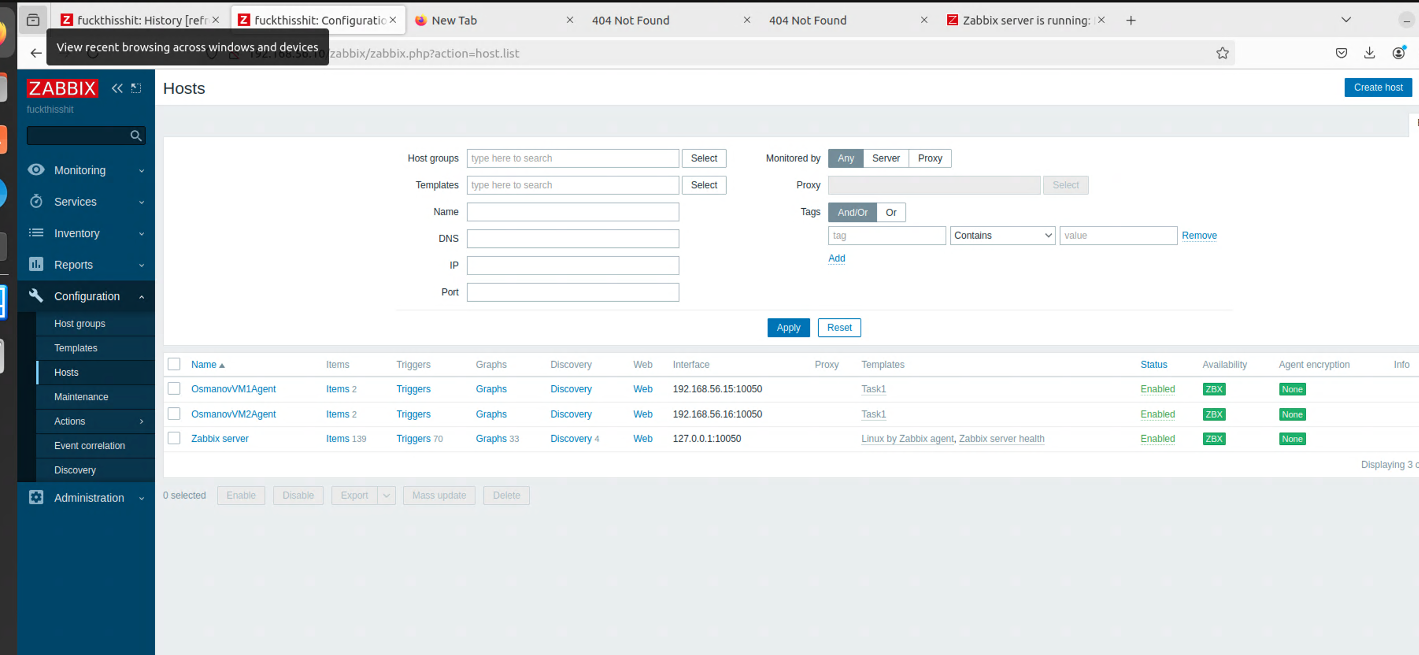 fuckthisshit: History [refr
fuckthisshit: Configuratio
New Tab
404 Not Found
404 Not Found
Zabbix server is running:
View recent browsing across windows and devices
/zabbix/zabbix.php?action=host.list
ZABBIX
fuckthisshit
Monitoring
Services
Inventory
Reports
Configuration
Host groups
Templates
Hosts
Maintenance
Actions
Event correlation
Discovery
Administration
Hosts
Create host
Host groups type here to search Select
Templates type here to search Select
Name
DNS
IP
Port
Monitored by Any Server Proxy
Proxy Select
Tags And/Or Or
tag Contains value Remove
Add
Apply Reset
Name Items Triggers Graphs Discovery Web Interface Proxy Templates Status Availability Agent encryption Info
OsmanovVM1Agent Items 2 Triggers Graphs Discovery Web 192.168.56.15:10050 Task1 Enabled ZBX None
OsmanovVM2Agent Items 2 Triggers Graphs Discovery Web 192.168.56.16:10050 Task1 Enabled ZBX None
Zabbix server Items 139 Triggers 70 Graphs 33 Discovery 4 Web 127.0.0.1:10050 Linux by Zabbix agent, Zabbix server health Enabled ZBX None
Displaying 3 o
0 selected Enable Disable Export Mass update Delete